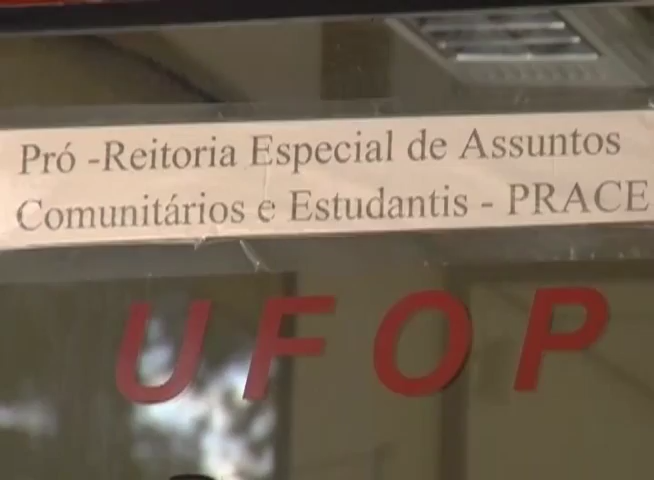 Pró -Reitoria Especial de Assuntos
Comunitários e Estudantis - PRACE
UFOP